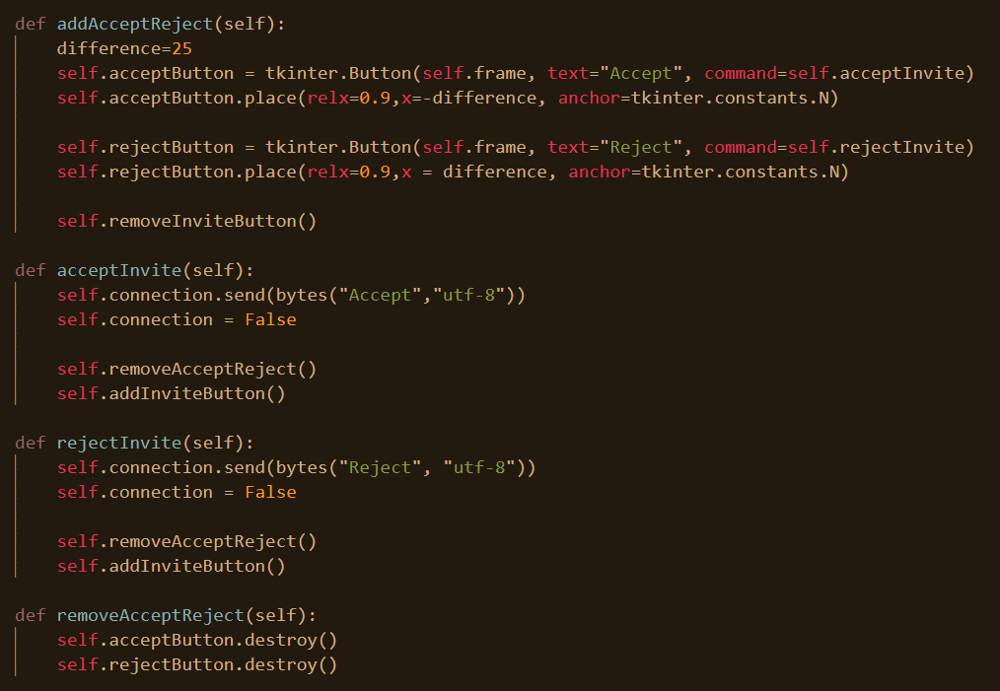 def addAcceptReject(self):
    difference=25
    self.acceptButton = tkinter.Button(self.frame, text="Accept", command=self.acceptInvite)
    self.acceptButton.place(relx=0.9,x=-difference, anchor=tkinter.constants.N)

    self.rejectButton = tkinter.Button(self.frame, text="Reject", command=self.rejectInvite)
    self.rejectButton.place(relx=0.9,x = difference, anchor=tkinter.constants.N)

    self.removeInviteButton()

def acceptInvite(self):
    self.connection.send(bytes("Accept","utf-8"))
    self.connection = False

    self.removeAcceptReject()
    self.addInviteButton()

def rejectInvite(self):
    self.connection.send(bytes("Reject", "utf-8"))
    self.connection = False

    self.removeAcceptReject()
    self.addInviteButton()

def removeAcceptReject(self):
    self.acceptButton.destroy()
    self.rejectButton.destroy()